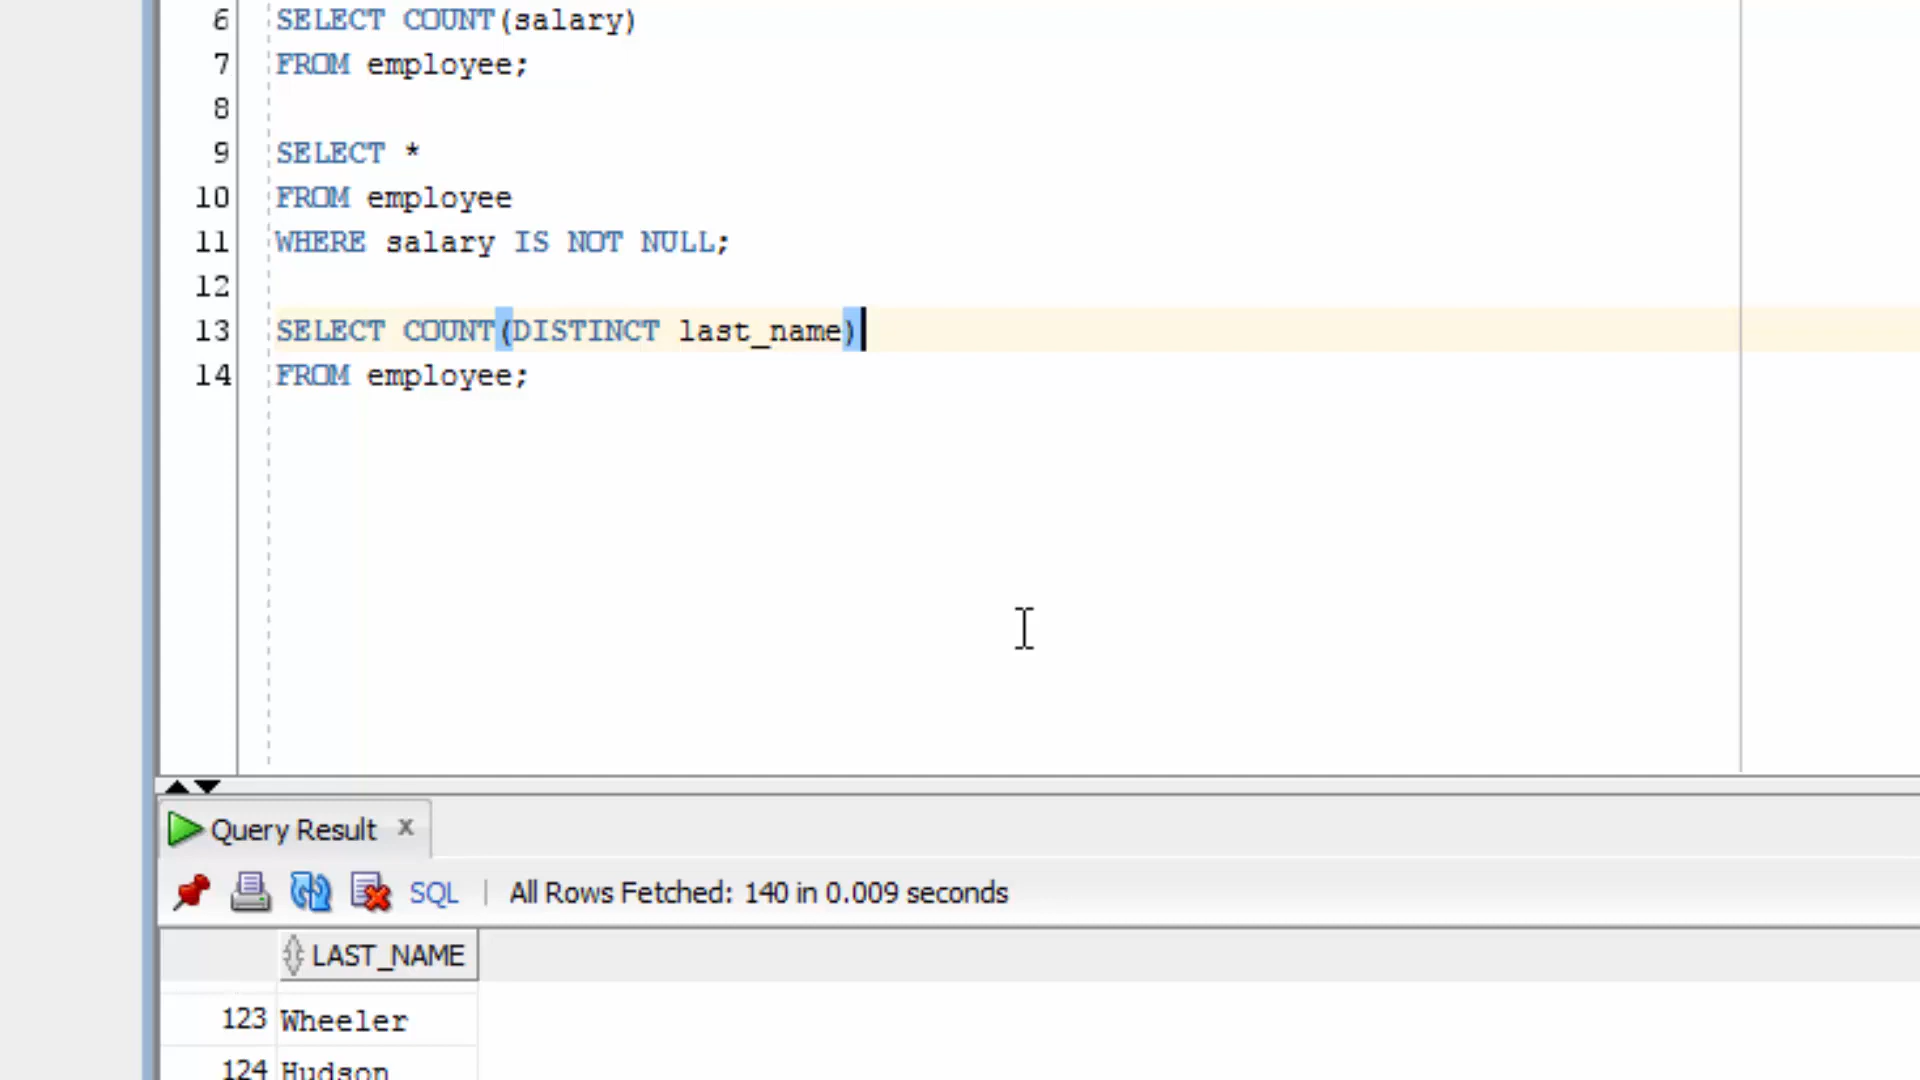 6 SELECT COUNT(salary)
7 FROM employee;
8
9 SELECT *
10 FROM employee
11 WHERE salary IS NOT NULL;
12
13 SELECT COUNT(DISTINCT last_name)
14 FROM employee;
Query Result x
SQL | All Rows Fetched: 140 in 0.009 seconds
LAST_NAME
123 Wheeler
124 Hudson